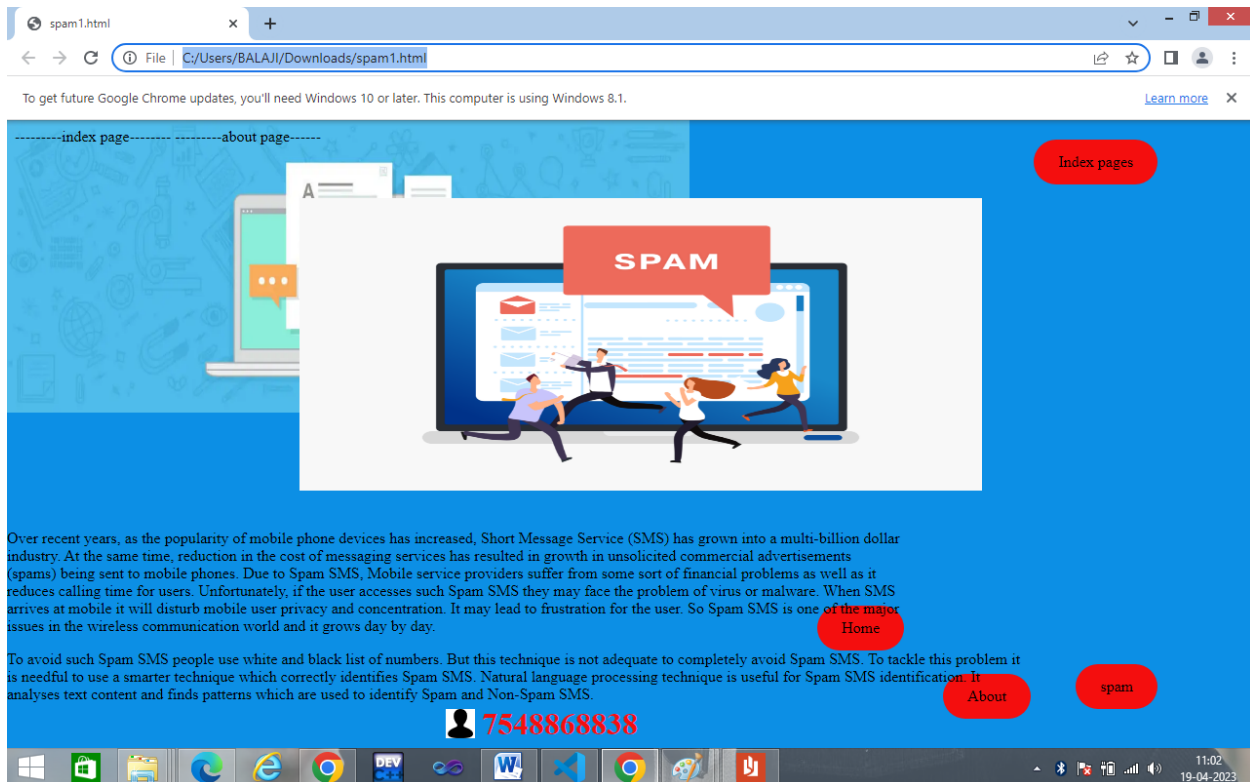 spam1.html
File
C:/Users/BALAJI/Downloads/spam1.html
To get future Google Chrome updates, you'll need Windows 10 or later. This computer is using Windows 8.1.
Learn more
---------index page-------- ---------about page------
Index pages
A
SPAM
Over recent years, as the popularity of mobile phone devices has increased, Short Message Service (SMS) has grown into a multi-billion dollar
industry. At the same time, reduction in the cost of messaging services has resulted in growth in unsolicited commercial advertisements
(spams) being sent to mobile phones. Due to Spam SMS, Mobile service providers suffer from some sort of financial problems as well as it
reduces calling time for users. Unfortunately, if the user accesses such Spam SMS they may face the problem of virus or malware. When SMS
arrives at mobile it will disturb mobile user privacy and concentration. It may lead to frustration for the user. So Spam SMS is one of the major
issues in the wireless communication world and it grows day by day.
Home
To avoid such Spam SMS people use white and black list of numbers. But this technique is not adequate to completely avoid Spam SMS. To tackle this problem it
is needful to use a smarter technique which correctly identifies Spam SMS. Natural language processing technique is useful for Spam SMS identification. It
analyses text content and finds patterns which are used to identify Spam and Non-Spam SMS.
About
spam
7548868838
DEV
C++
W
11:02
19-04-2023